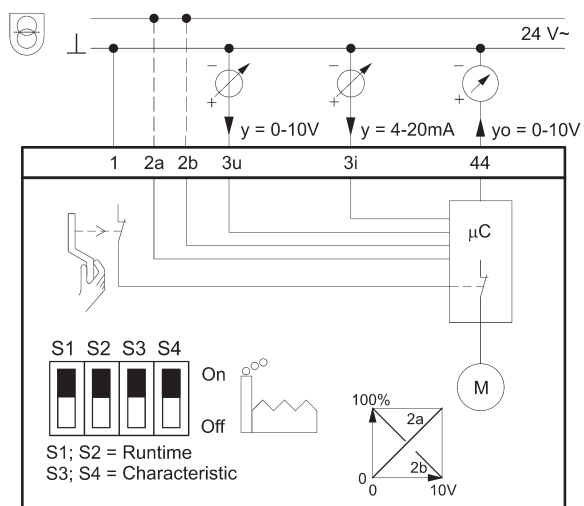 24 V~
y = 0-10V
y = 4-20mA
yo = 0-10V
1 2a 2b 3u 3i 44
µC
S1 S2 S3 S4
On
Off
S1; S2 = Runtime
S3; S4 = Characteristic
M
100%
2a
2b
0
0 10V